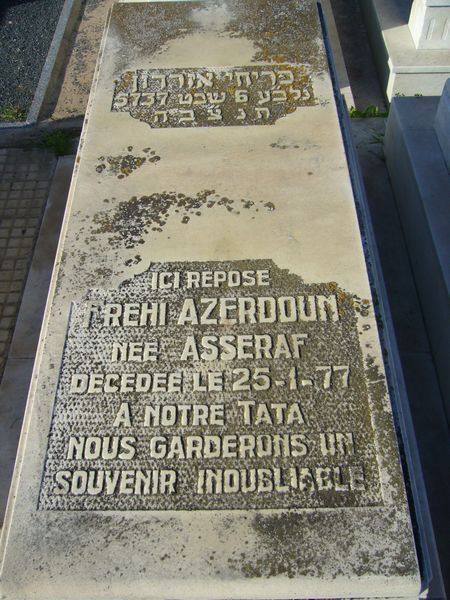 פריחי אזרדון
נלבע 6 שבט 5737
ת נ צ ב ה
ICI REPOSE
FREHI AZERDOUN
NEE ASSERAF
DECEDEE LE 25-1-77
A NOTRE TATA
NOUS GARDERONS UN
SOUVENIR INOUBLIABLE